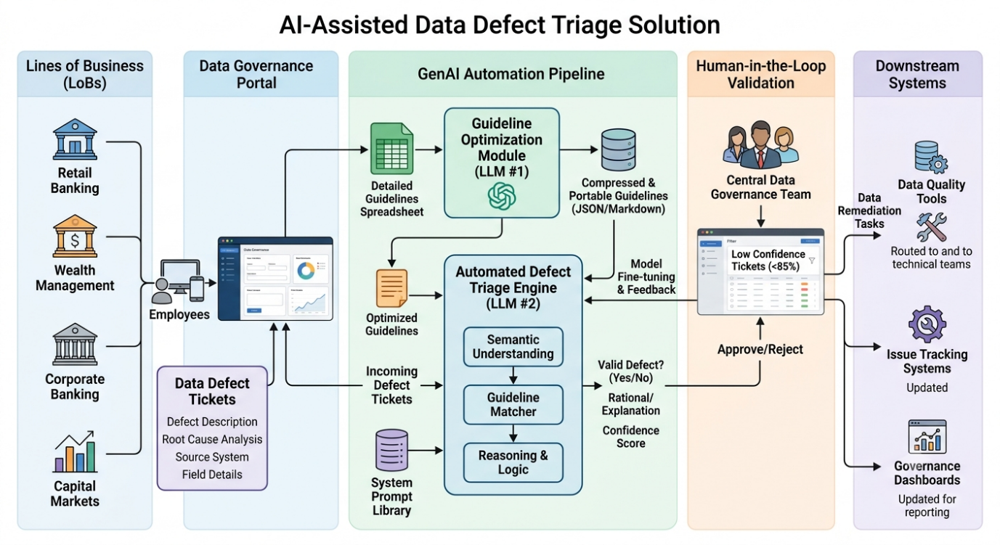 AI-Assisted Data Defect Triage Solution
Lines of Business
(LoBs)
Retail
Banking
Wealth
Management
Corporate
Banking
Capital
Markets
Employees
Data Governance
Portal
Data Governance
Data Defect
Tickets
Defect Description
Root Cause Analysis
Source System
Field Details
GenAI Automation Pipeline
Detailed
Guidelines
Spreadsheet
Guideline
Optimization
Module
(LLM #1)
Compressed &
Portable Guidelines
(JSON/Markdown)
Optimized
Guidelines
Incoming
Defect
Tickets
System
Prompt
Library
Automated Defect
Triage Engine
(LLM #2)
Semantic
Understanding
Guideline
Matcher
Reasoning &
Logic
Model
Fine-tuning
& Feedback
Valid Defect?
(Yes/No)
Rational/
Explanation
Confidence
Score
Human-in-the-Loop
Validation
Central Data
Governance Team
Filter
Low Confidence
Tickets (<85%)
Approve/Reject
Downstream
Systems
Data
Remediation
Tasks
Data Quality
Tools
Routed to and to
technical teams
Issue Tracking
Systems
Updated
Governance
Dashboards
Updated for
reporting